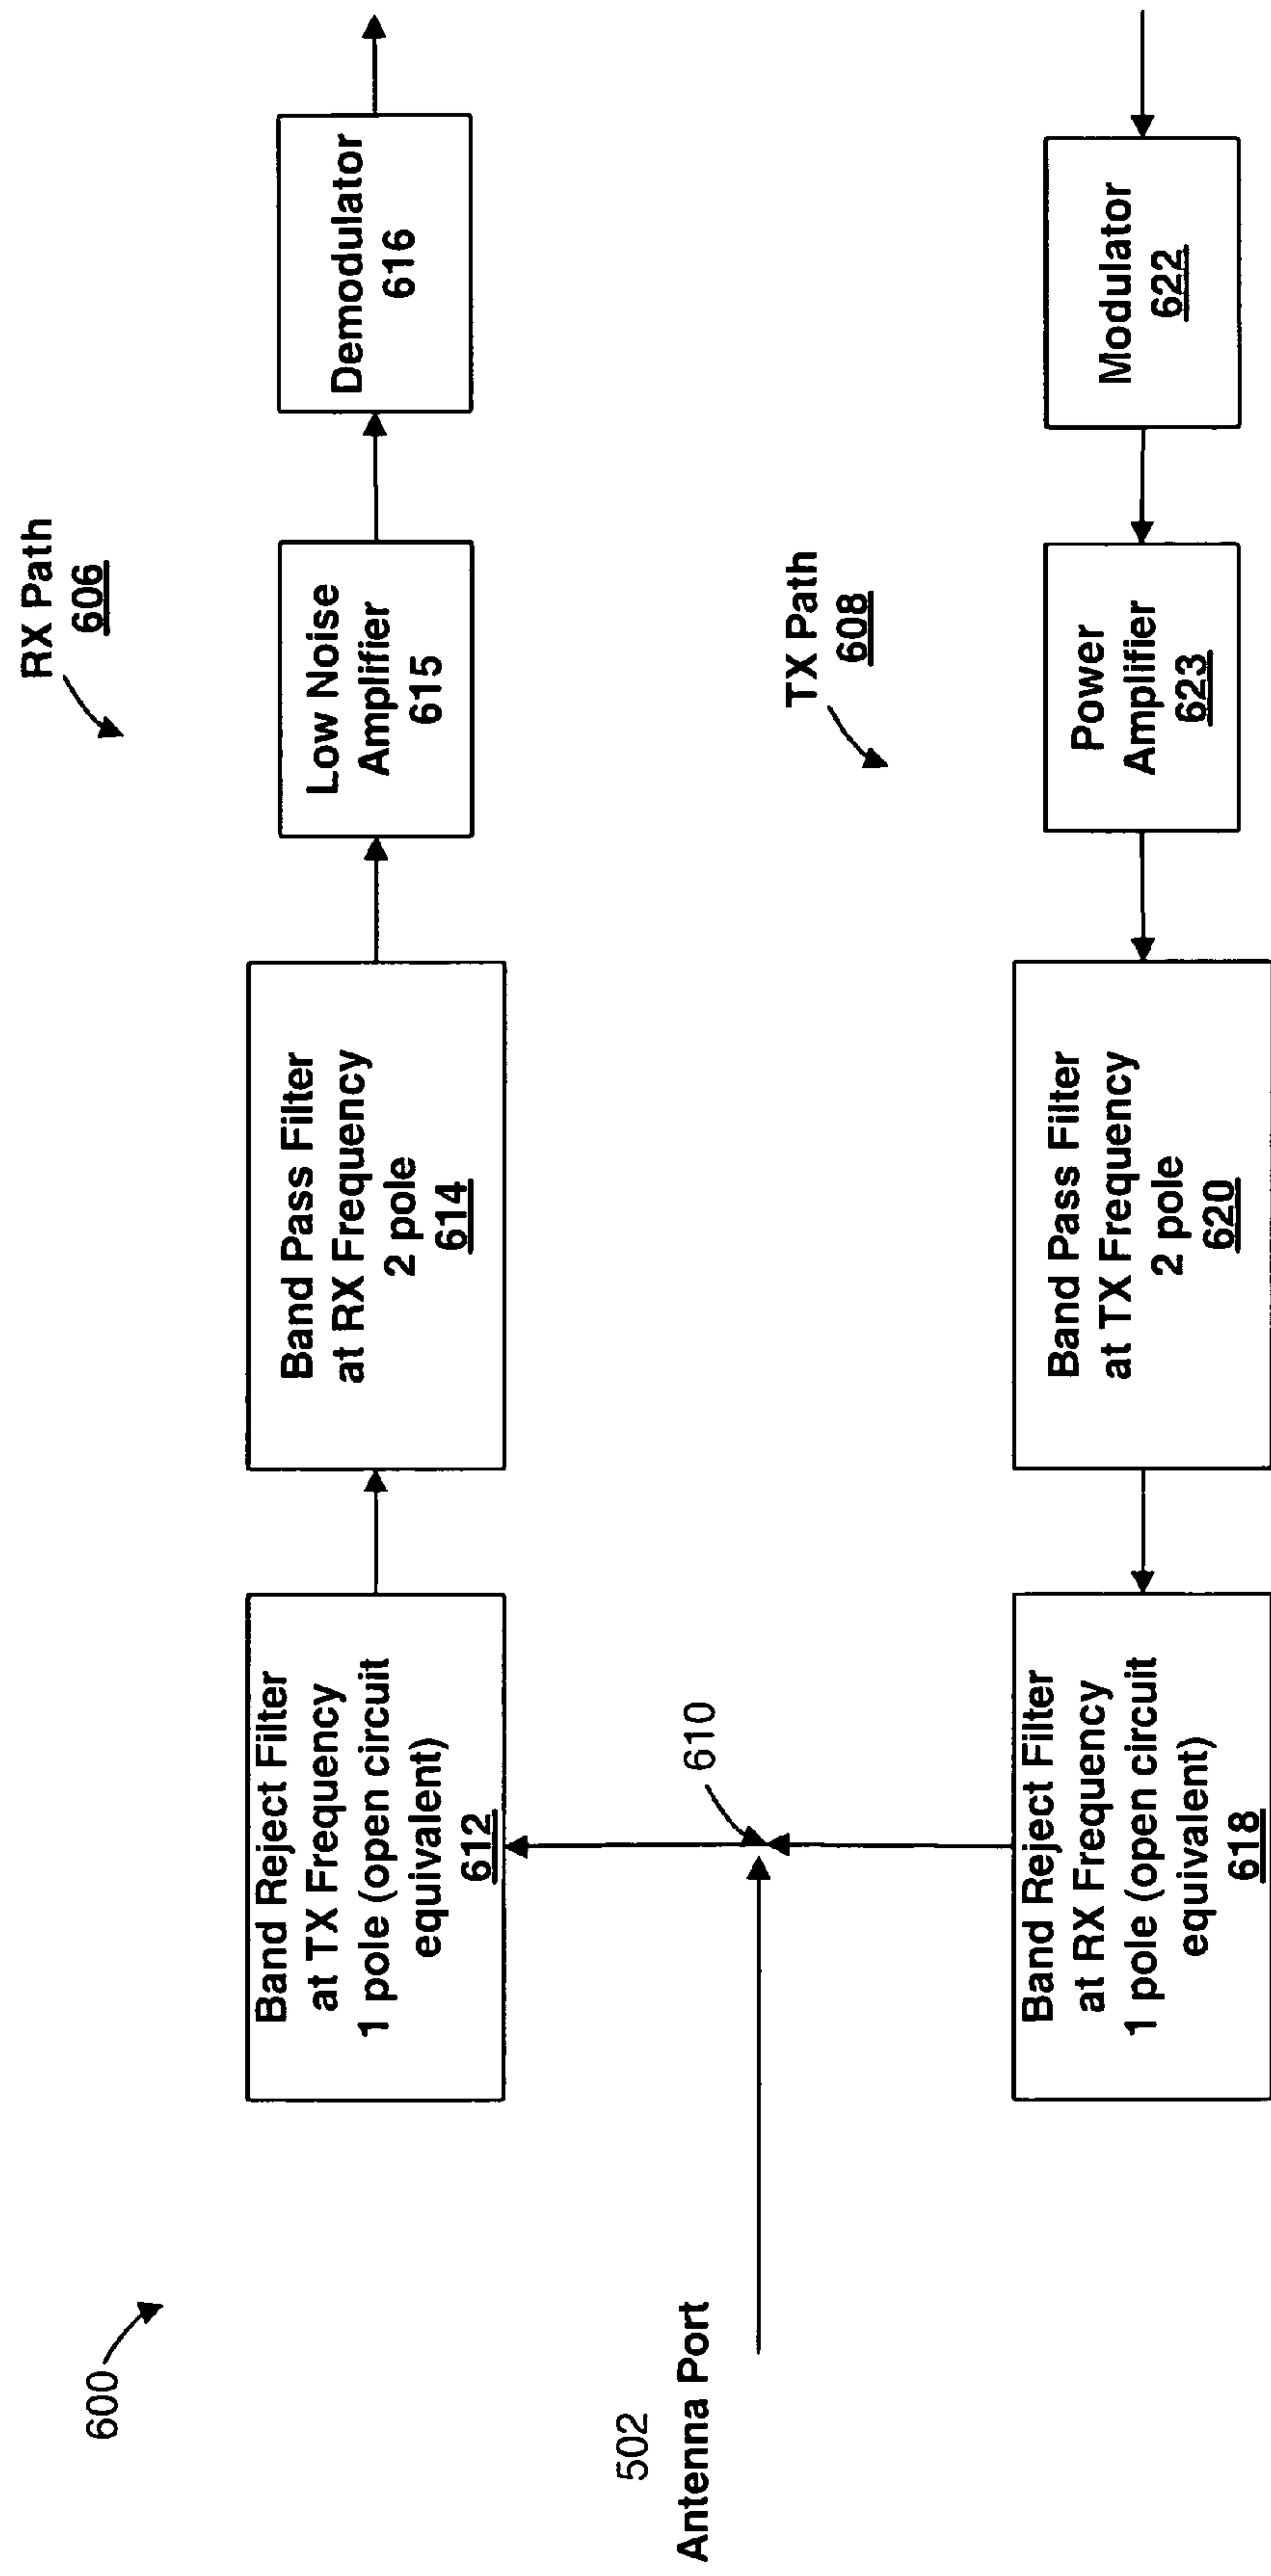 600
RX Path
606
Band Reject Filter
at TX Frequency
1 pole (open circuit
equivalent)
612
Band Pass Filter
at RX Frequency
2 pole
614
Low Noise
Amplifier
615
Demodulator
616
502
Antenna Port
610
TX Path
608
Band Reject Filter
at RX Frequency
1 pole (open circuit
equivalent)
618
Band Pass Filter
at TX Frequency
2 pole
620
Power
Amplifier
623
Modulator
622